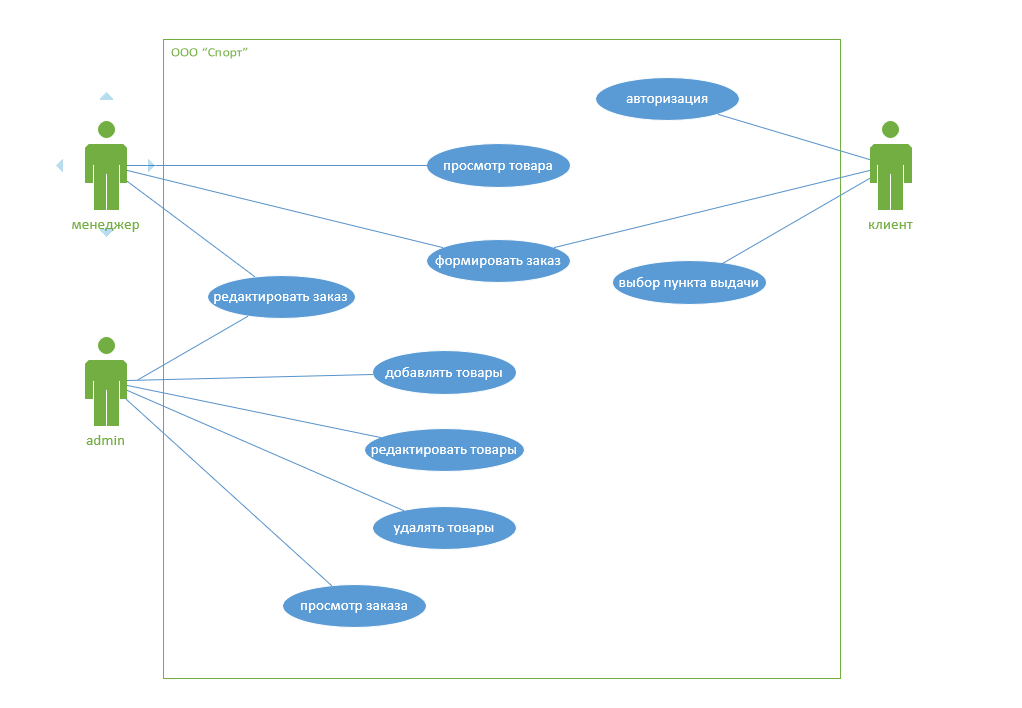 ООО “Спорт”
авторизация
просмотр товара
менеджер
клиент
формировать заказ
выбор пункта выдачи
редактировать заказ
добавлять товары
admin
редактировать товары
удалять товары
просмотр заказа